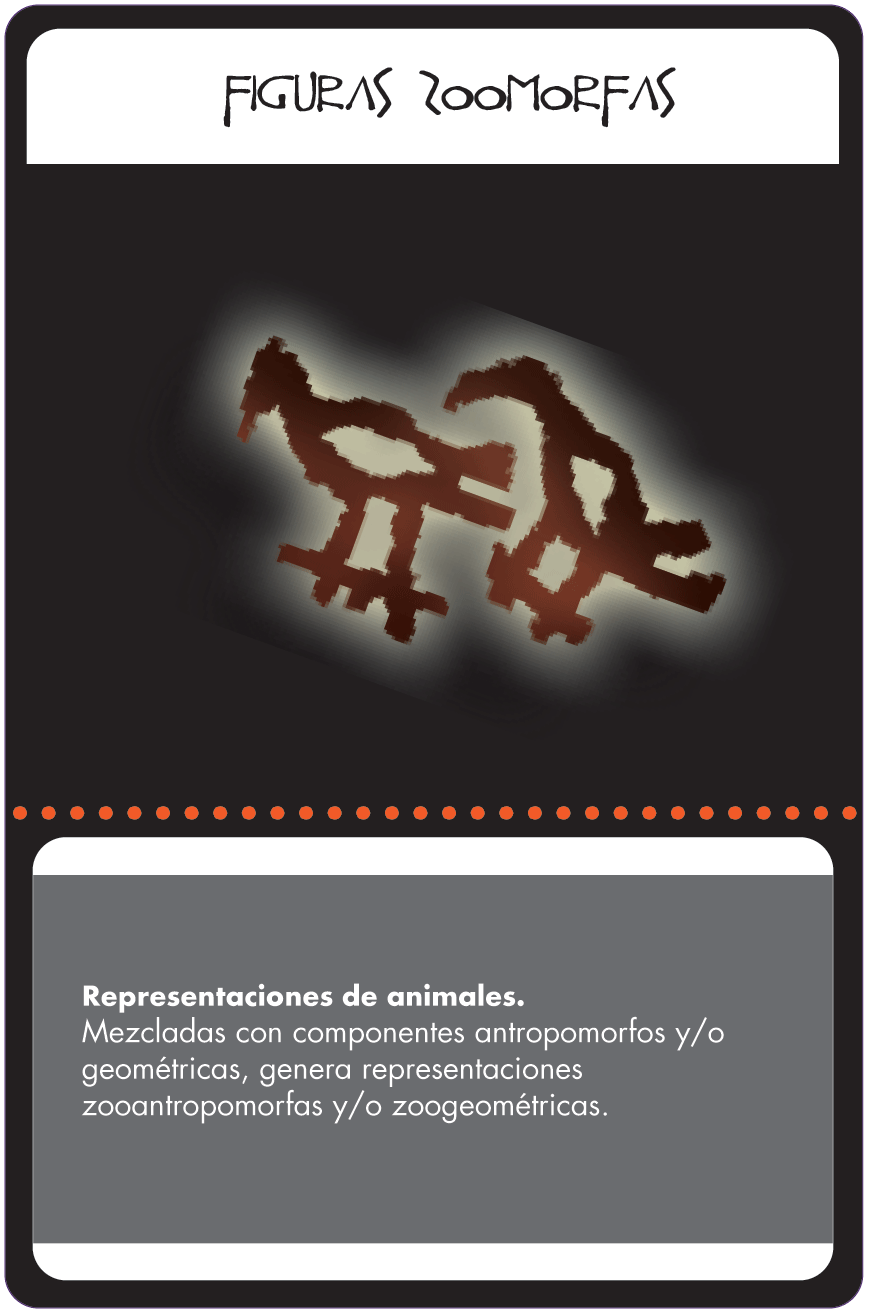 FIGURAS ZOOMORFAS
Representaciones de animales.
Mezcladas con componentes antropomorfos y/o
geométricas, genera representaciones
zooantropomorfas y/o zoogeométricas.